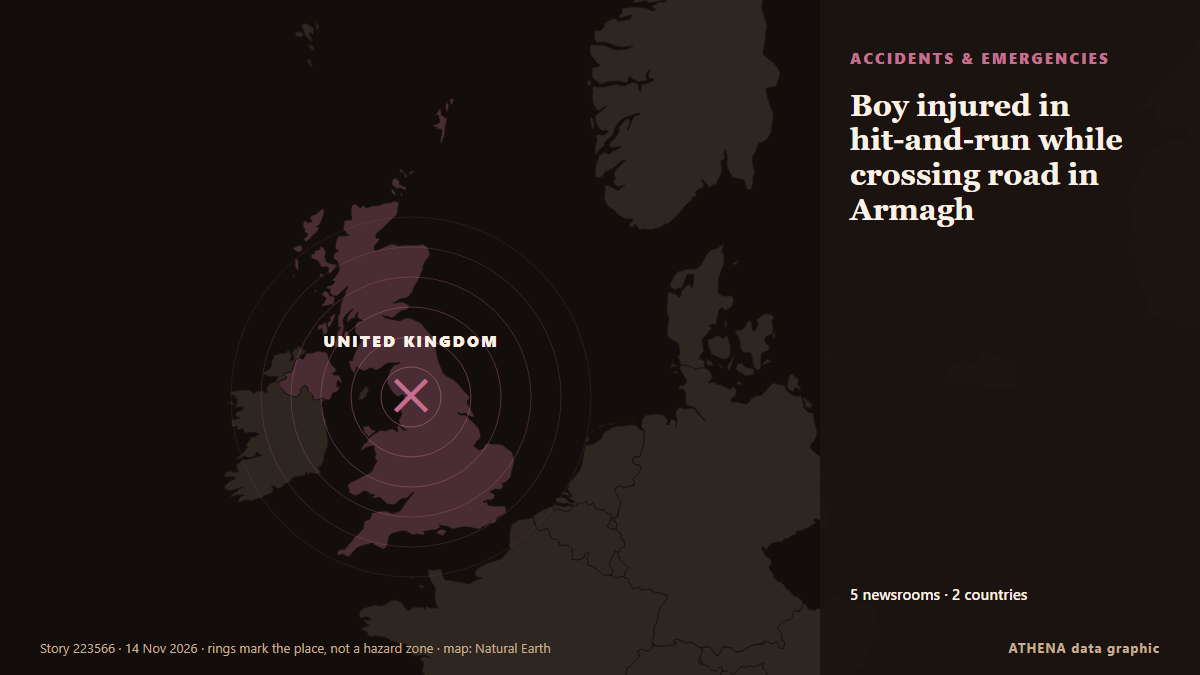 ACCIDENTS & EMERGENCIES
Boy injured in
hit-and-run while
crossing road in
Armagh
UNITED KINGDOM
5 newsrooms · 2 countries
Story 223566 · 14 Nov 2026 · rings mark the place, not a hazard zone · map: Natural Earth
ATHENA data graphic